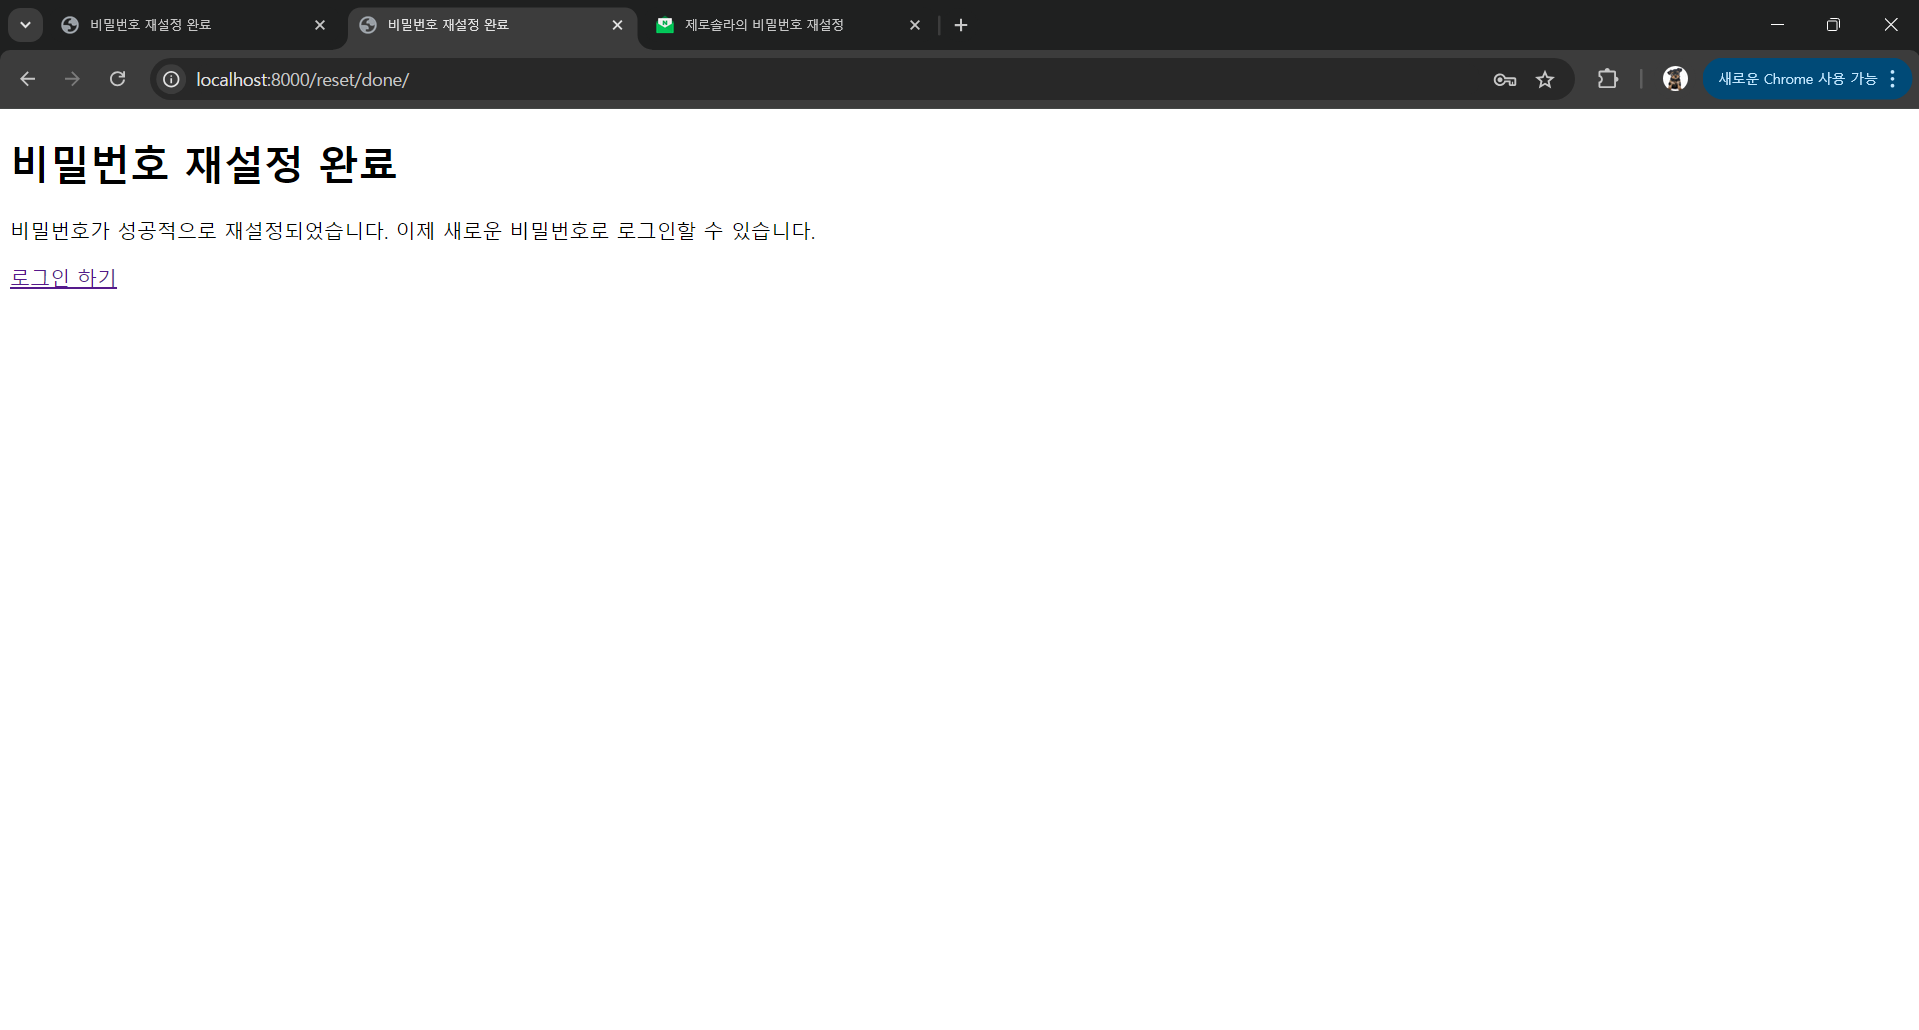 비밀번호 재설정 완료
비밀번호 재설정 완료
제로솔라의 비밀번호 재설정
localhost:8000/reset/done/
새로운 Chrome 사용 가능
비밀번호 재설정 완료
비밀번호가 성공적으로 재설정되었습니다. 이제 새로운 비밀번호로 로그인할 수 있습니다.
로그인 하기